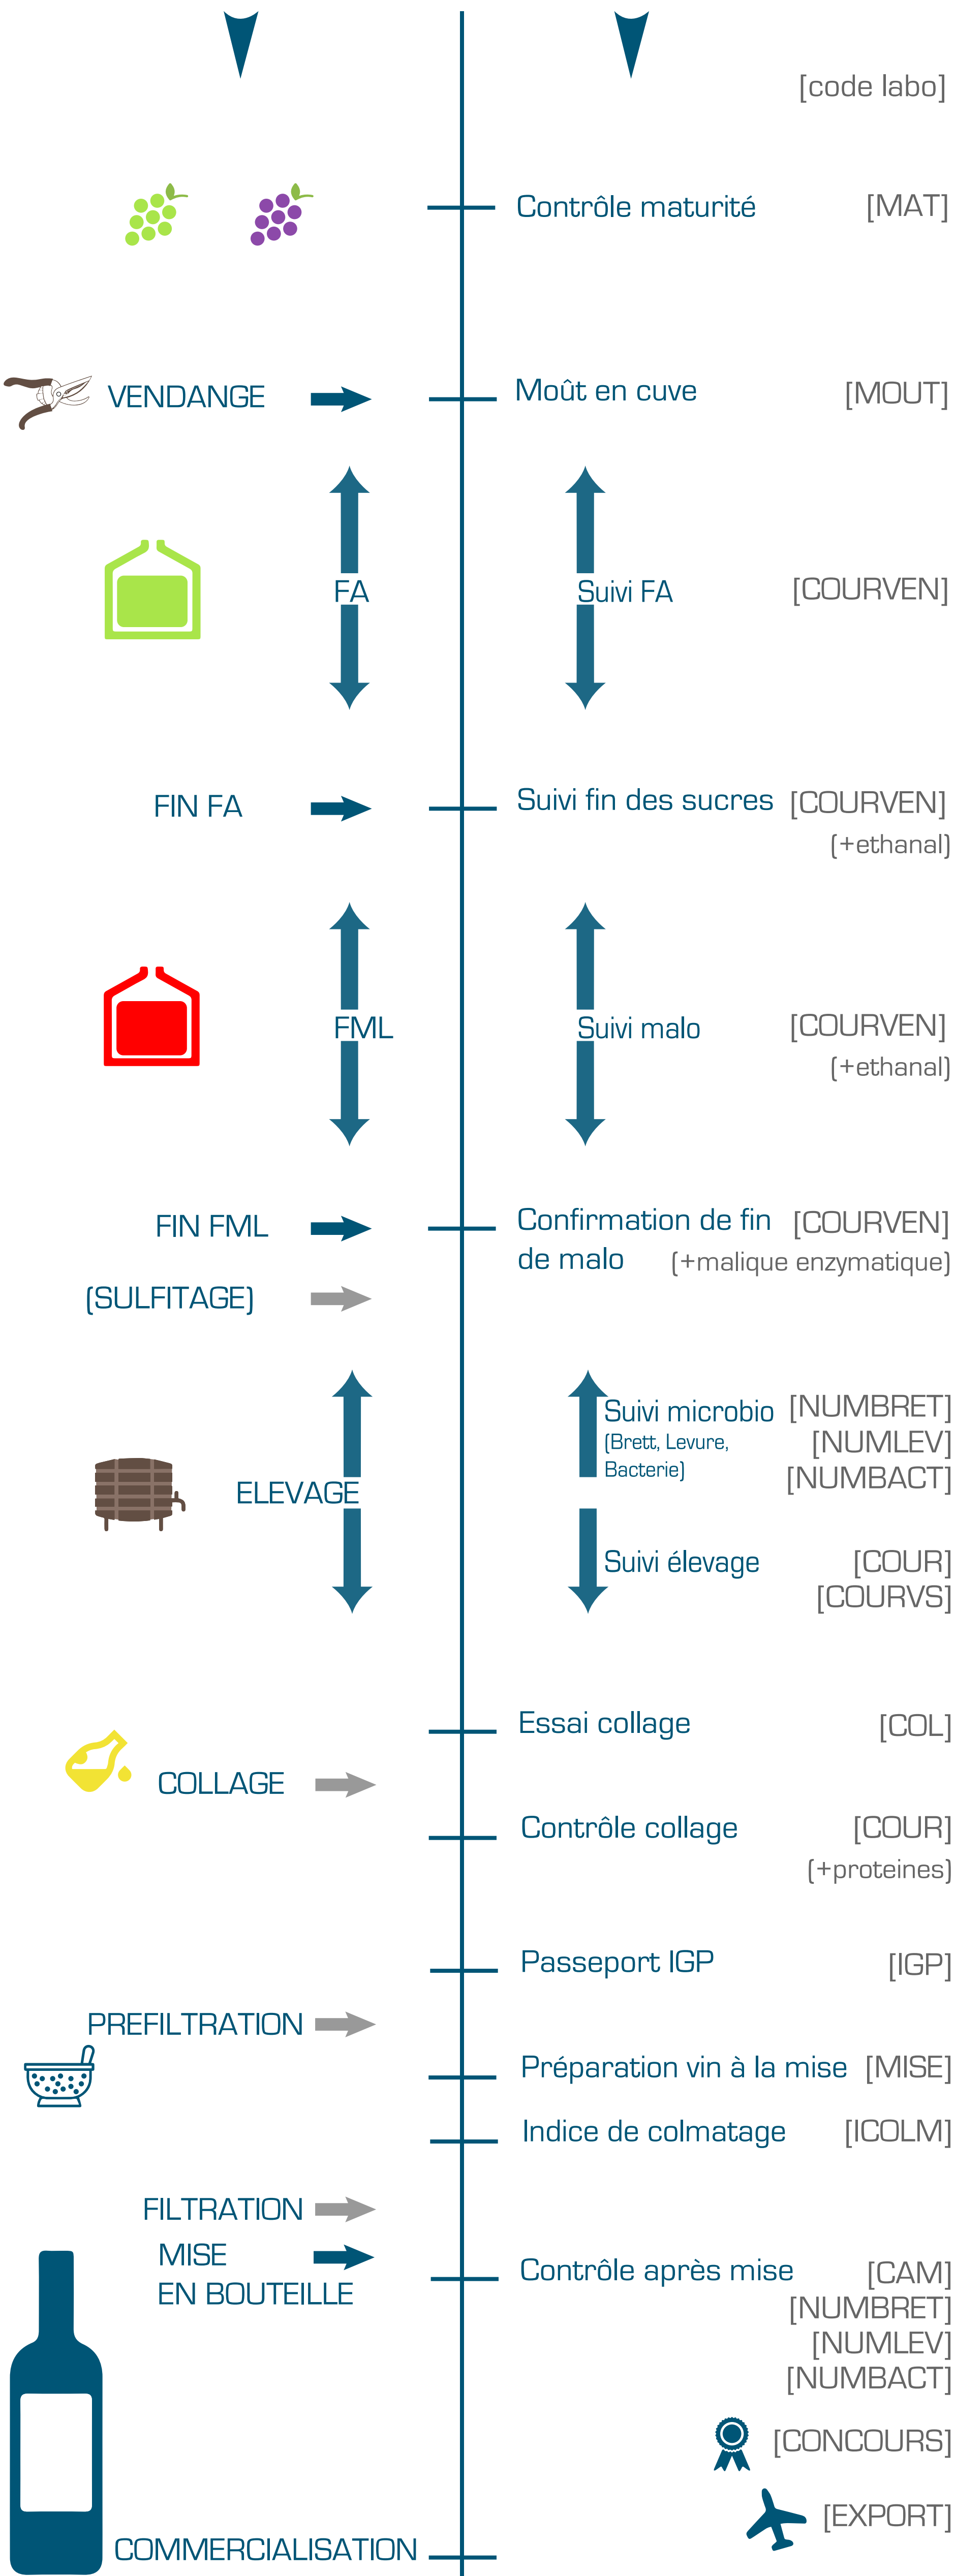 [code labo]
Contrôle maturité [MAT]
VENDANGE Moût en cuve [MOUT]
FA Suivi FA [COURVEN]
FIN FA Suivi fin des sucres [COURVEN]
(+ethanal)
FML Suivi malo [COURVEN]
(+ethanal)
FIN FML Confirmation de fin [COURVEN]
de malo (+malique enzymatique)
(SULFITAGE)
Suivi microbio [NUMBRET]
(Brett, Levure, [NUMLEV]
Bacterie) [NUMBACT]
ELEVAGE
Suivi élevage [COUR]
[COURVS]
Essai collage [COL]
COLLAGE
Contrôle collage [COUR]
(+proteines)
Passeport IGP [IGP]
PREFILTRATION
Préparation vin à la mise [MISE]
Indice de colmatage [ICOLM]
FILTRATION
MISE
EN BOUTEILLE
Contrôle après mise [CAM]
[NUMBRET]
[NUMLEV]
[NUMBACT]
[CONCOURS]
[EXPORT]
COMMERCIALISATION